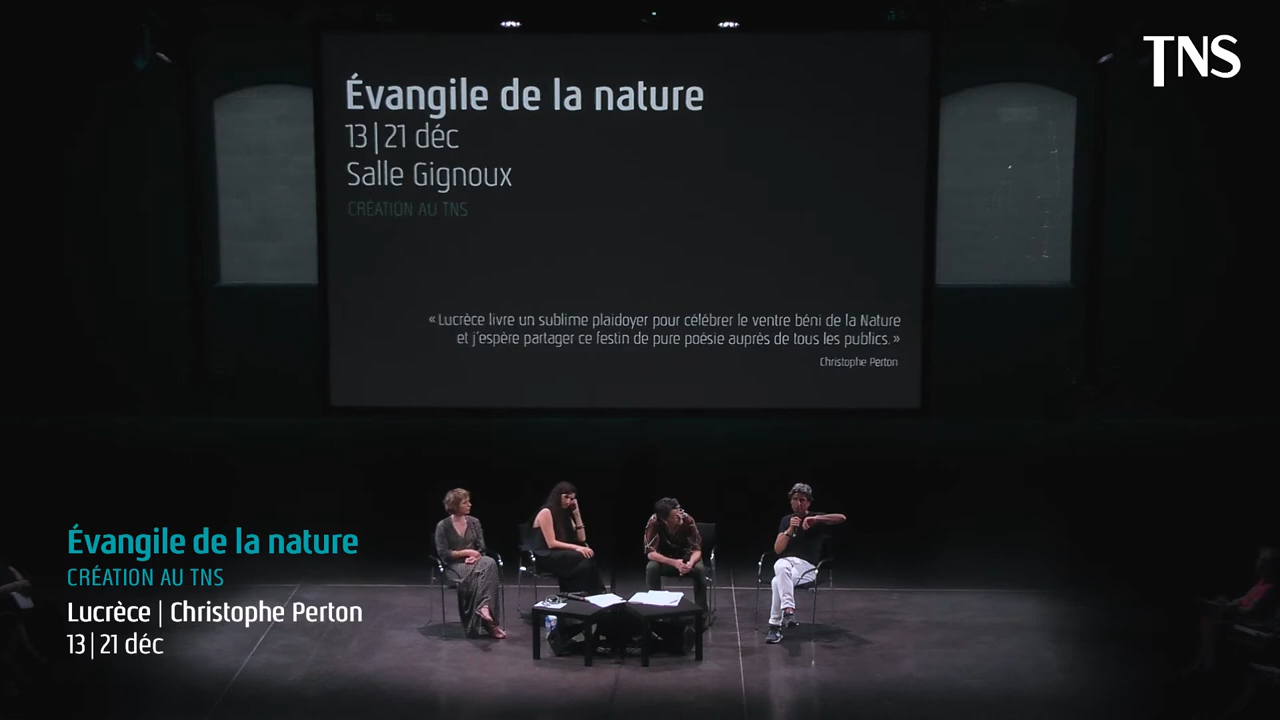 TNS
Évangile de la nature
13|21 déc
Salle Gignoux
CRÉATION AU TNS
« Lucrèce livre un sublime plaidoyer pour célébrer le ventre béni de la Nature
et j'espère partager ce festin de pure poésie auprès de tous les publics. »
Christophe Perton
Évangile de la nature
CRÉATION AU TNS
Lucrèce | Christophe Perton
13|21 déc